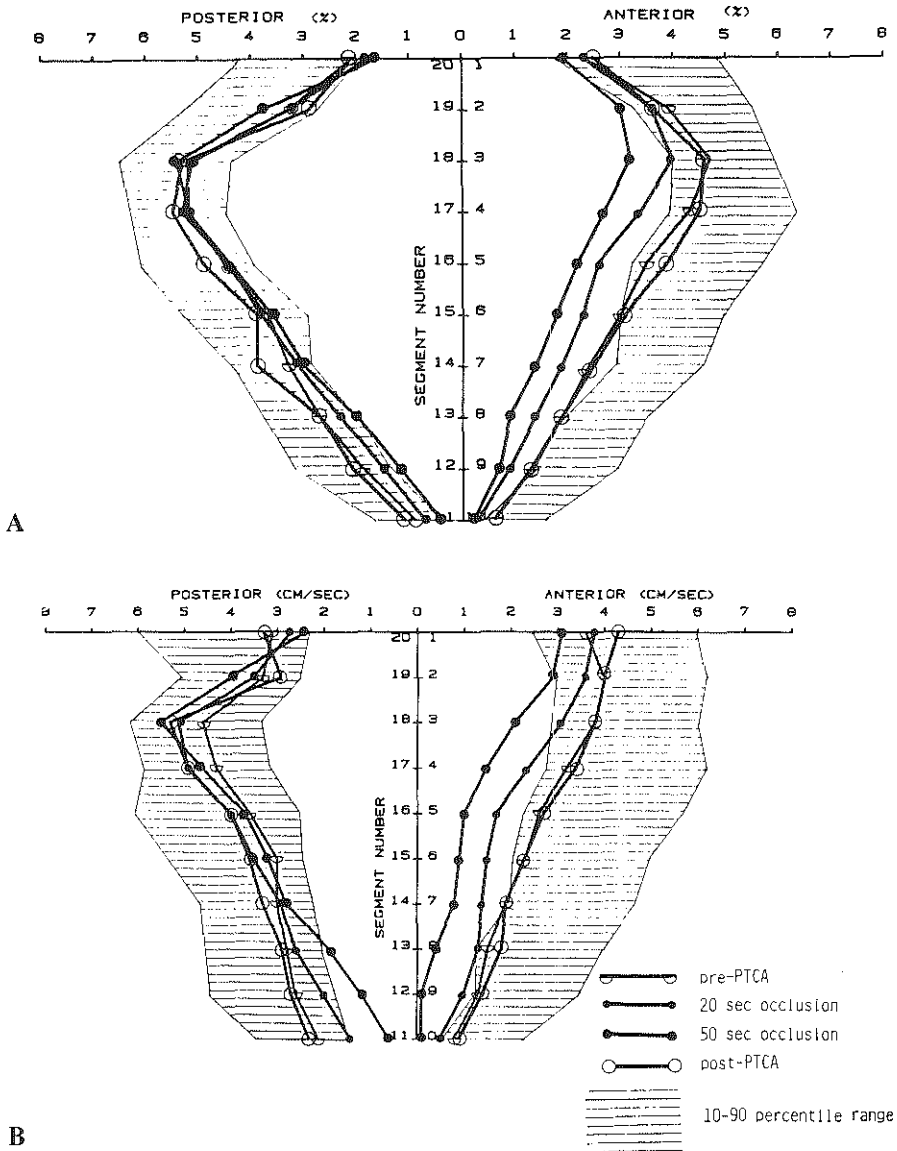 POSTERIOR (%) ANTERIOR (%)
8 7 6 5 4 3 2 1 0 1 2 3 4 5 6 7 8
SEGMENT NUMBER
20 1
19 2
18 3
17 4
16 5
15 6
14 7
13 8
12 9
A
POSTERIOR (CM/SEC) ANTERIOR (CM/SEC)
8 7 6 5 4 3 2 1 0 1 2 3 4 5 6 7 8
SEGMENT NUMBER
20 1
19 2
18 3
17 4
16 5
15 6
14 7
13 8
12 9
11
pre-PTCA
20 sec occlusion
50 sec occlusion
post-PTCA
10-90 percentile range
B